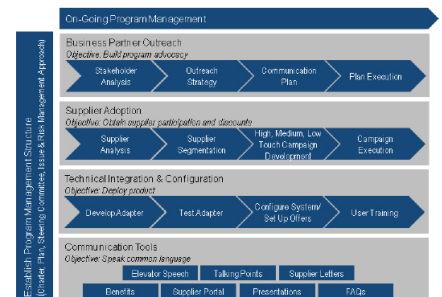 On-Going Program Management
Establish Program Management Structure
(Charter, Plan, Steering Committee, Issue & Risk Management Approach)
Business Partner Outreach
Objective: Build program advocacy
Stakeholder
Analysis
Outreach
Strategy
Communication
Plan
Plan Execution
Supplier Adoption
Objective: Obtain supplier participation and discounts
Supplier
Analysis
Supplier
Segmentation
High, Medium, Low
Touch Campaign
Development
Campaign
Execution
Technical Integration & Configuration
Objective: Deploy product
Develop Adapter
Test Adapter
Configure System/
Set Up Offers
User Training
Communication Tools
Objective: Speak common language
Elevator Speech
Talking Points
Supplier Letters
Benefits
Supplier Portal
Presentations
FAQs